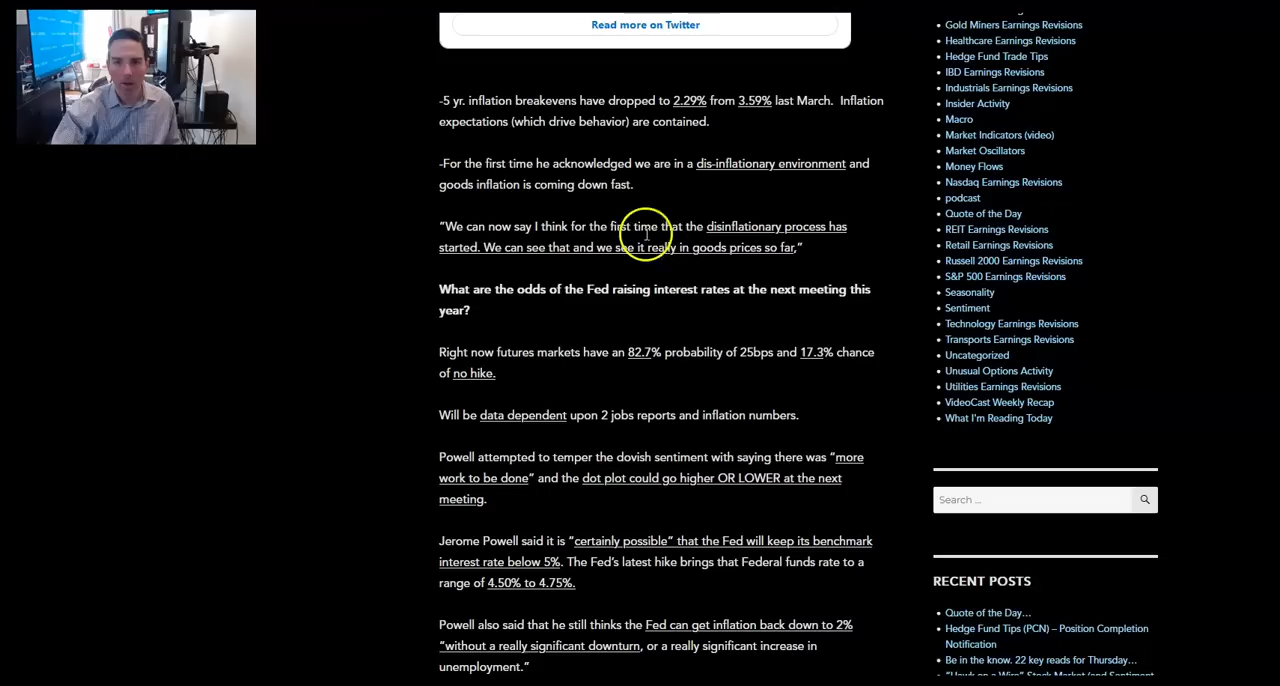 Read more on Twitter
-5 yr. inflation breakevens have dropped to 2.29% from 3.59% last March.  Inflation
expectations (which drive behavior) are contained.
-For the first time he acknowledged we are in a dis-inflationary environment and
goods inflation is coming down fast.
“We can now say I think for the first time that the disinflationary process has
started. We can see that and we see it really in goods prices so far,”
What are the odds of the Fed raising interest rates at the next meeting this
year?
Right now futures markets have an 82.7% probability of 25bps and 17.3% chance
of no hike.
Will be data dependent upon 2 jobs reports and inflation numbers.
Powell attempted to temper the dovish sentiment with saying there was “more
work to be done” and the dot plot could go higher OR LOWER at the next
meeting.
Jerome Powell said it is “certainly possible” that the Fed will keep its benchmark
interest rate below 5%. The Fed’s latest hike brings that Federal funds rate to a
range of 4.50% to 4.75%.
Powell also said that he still thinks the Fed can get inflation back down to 2%
“without a really significant downturn, or a really significant increase in
unemployment.”
Gold Miners Earnings Revisions
Healthcare Earnings Revisions
Hedge Fund Trade Tips
IBD Earnings Revisions
Industrials Earnings Revisions
Insider Activity
Macro
Market Indicators (video)
Market Oscillators
Money Flows
Nasdaq Earnings Revisions
podcast
Quote of the Day
REIT Earnings Revisions
Retail Earnings Revisions
Russell 2000 Earnings Revisions
S&P 500 Earnings Revisions
Seasonality
Sentiment
Technology Earnings Revisions
Transports Earnings Revisions
Uncategorized
Unusual Options Activity
Utilities Earnings Revisions
VideoCast Weekly Recap
What I'm Reading Today
Search …
RECENT POSTS
Quote of the Day…
Hedge Fund Tips (PCN) – Position Completion
Notification
Be in the know. 22 key reads for Thursday…
“Hawk on a Wire” Stock Market (and Sentiment